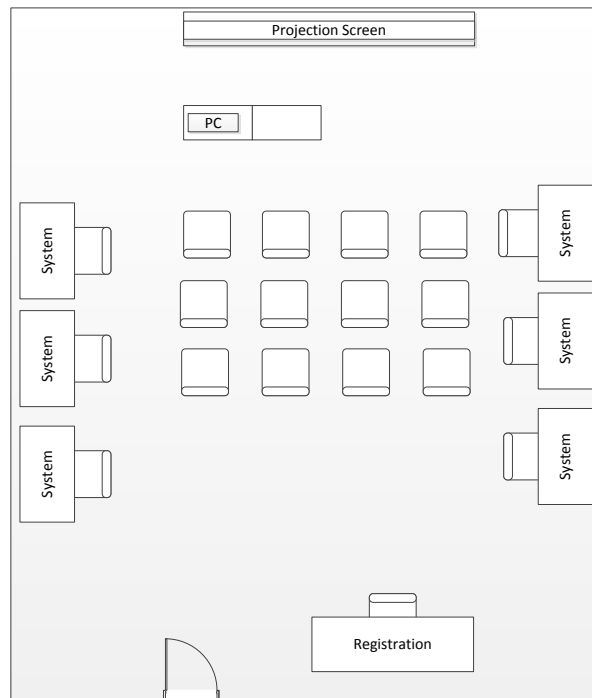 Projection Screen
PC
System
System
System
System
System
System
Registration